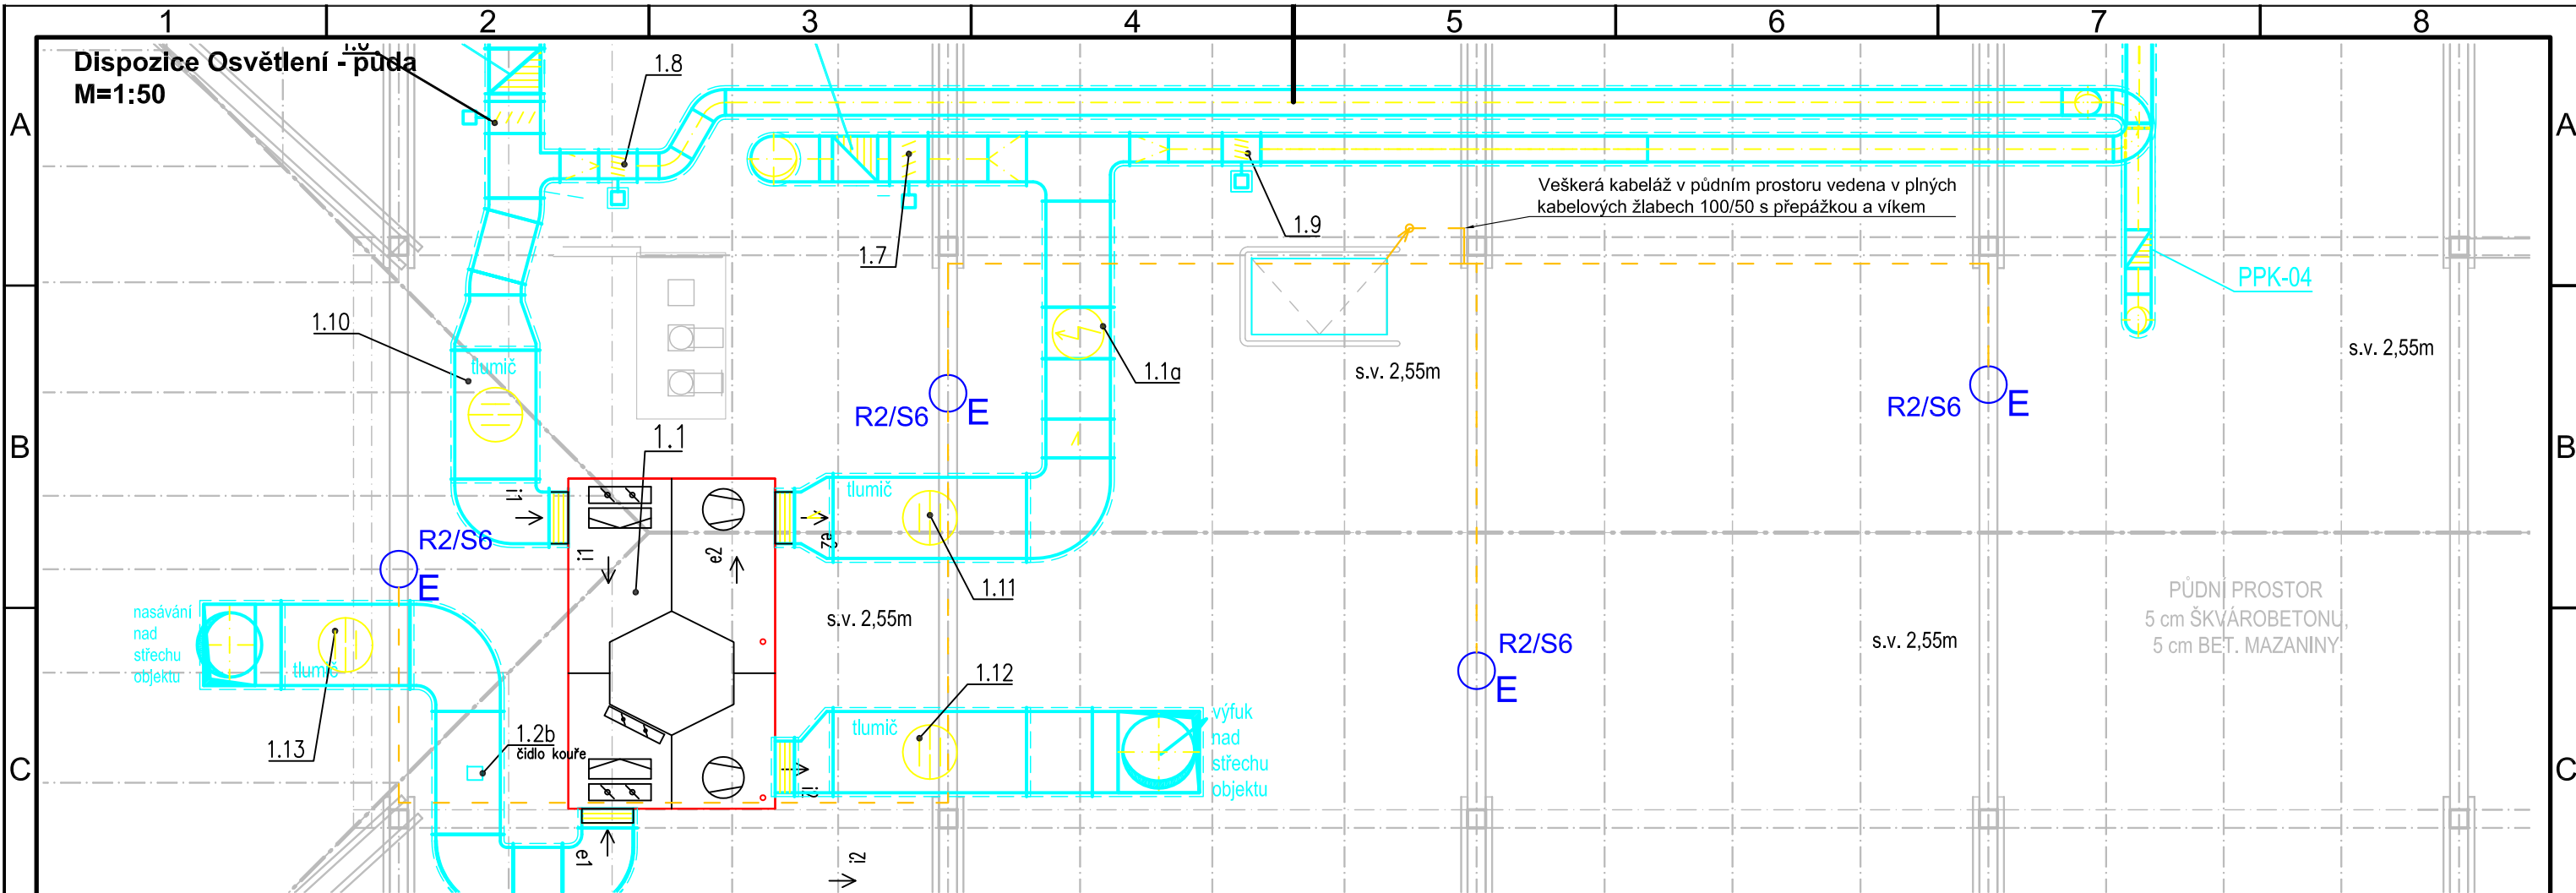 1 2 3 4 5 6 7 8
Dispozice Osvětlení - půda
M=1:50
1.8
A
A
Veškerá kabeláž v půdním prostoru vedena v plných
kabelových žlabech 100/50 s přepážkou a víkem
1.9
1.7
PPK-04
1.10
s.v. 2,55m
s.v. 2,55m
1.1a
tlumič
R2/S6
E
R2/S6
E
B
B
1.1
tlumič
i1
R2/S6
E
i1
e2
e2
1.11
PŮDNÍ PROSTOR
5 cm ŠKVÁROBETONU,
5 cm BET. MAZANINY
nasávání
nad
střechu
objektu
tlumič
s.v. 2,55m
R2/S6
E
s.v. 2,55m
1.12
tlumič
výfuk
nad
střechu
objektu
1.13
1.2b
čidlo kouře
C
C
i2
e1
i2